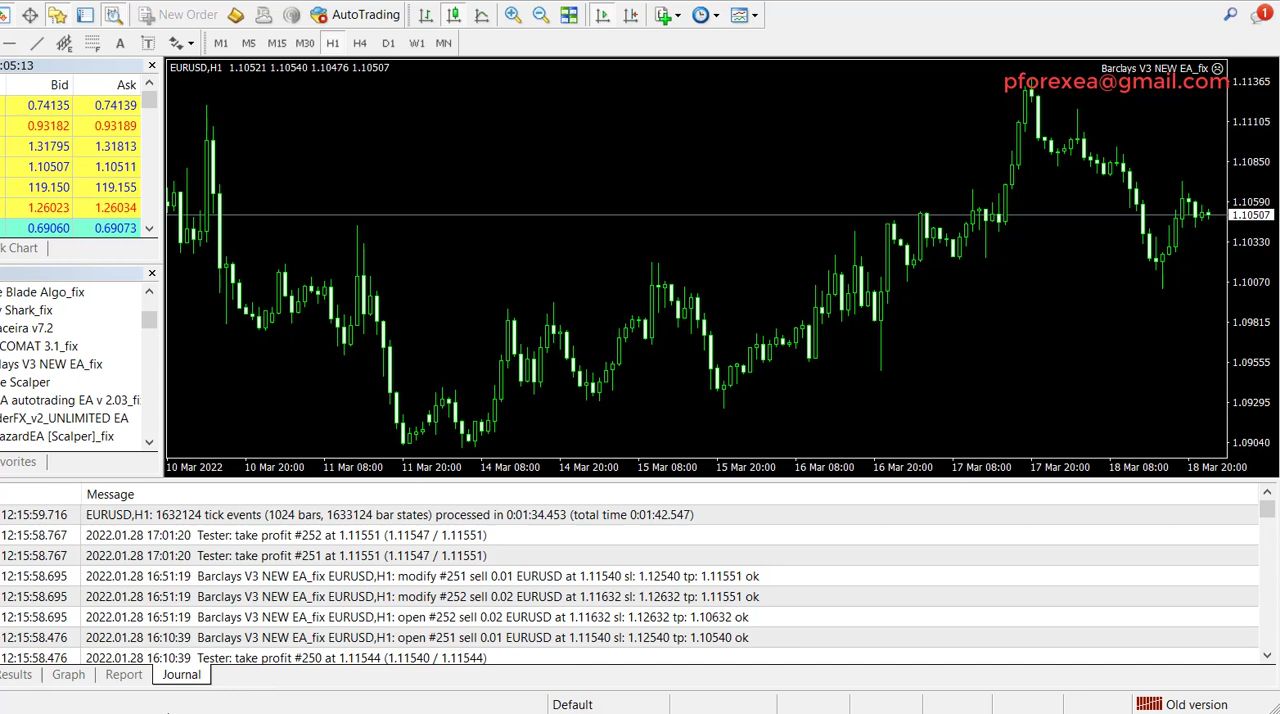 New Order AutoTrading
1
A T M1 M5 M15 M30 H1 H4 D1 W1 MN
:05:13
Bid Ask
0.74135 0.74139
0.93182 0.93189
1.31795 1.31813
1.10507 1.10511
119.150 119.155
1.26023 1.26034
0.69060 0.69073
k Chart
e Blade Algo_fix
y Shark_fix
aceira v7.2
COMAT 3.1_fix
lays V3 NEW EA_fix
e Scalper
A autotrading EA v 2.03_fi
derFX_v2_UNLIMITED EA
azardEA [Scalper]_fix
vorites
EURUSD,H1 1.10521 1.10540 1.10476 1.10507
Barclays V3 NEW EA_fix
pforexea@gmail.com
1.11365
1.11105
1.10850
1.10590
1.10507
1.10330
1.10070
1.09815
1.09555
1.09295
1.09040
10 Mar 2022 10 Mar 20:00 11 Mar 08:00 11 Mar 20:00 14 Mar 08:00 14 Mar 20:00 15 Mar 08:00 15 Mar 20:00 16 Mar 08:00 16 Mar 20:00 17 Mar 08:00 17 Mar 20:00 18 Mar 08:00 18 Mar 20:00
Message
12:15:59.716 EURUSD,H1: 1632124 tick events (1024 bars, 1633124 bar states) processed in 0:01:34.453 (total time 0:01:42.547)
12:15:58.767 2022.01.28 17:01:20 Tester: take profit #252 at 1.11551 (1.11547 / 1.11551)
12:15:58.767 2022.01.28 17:01:20 Tester: take profit #251 at 1.11551 (1.11547 / 1.11551)
12:15:58.695 2022.01.28 16:51:19 Barclays V3 NEW EA_fix EURUSD,H1: modify #251 sell 0.01 EURUSD at 1.11540 sl: 1.12540 tp: 1.11551 ok
12:15:58.695 2022.01.28 16:51:19 Barclays V3 NEW EA_fix EURUSD,H1: modify #252 sell 0.02 EURUSD at 1.11632 sl: 1.12632 tp: 1.11551 ok
12:15:58.695 2022.01.28 16:51:19 Barclays V3 NEW EA_fix EURUSD,H1: open #252 sell 0.02 EURUSD at 1.11632 sl: 1.12632 tp: 1.10632 ok
12:15:58.476 2022.01.28 16:10:39 Barclays V3 NEW EA_fix EURUSD,H1: open #251 sell 0.01 EURUSD at 1.11540 sl: 1.12540 tp: 1.10540 ok
12:15:58.476 2022.01.28 16:10:39 Tester: take profit #250 at 1.11544 (1.11540 / 1.11544)
esults Graph Report Journal
Default Old version